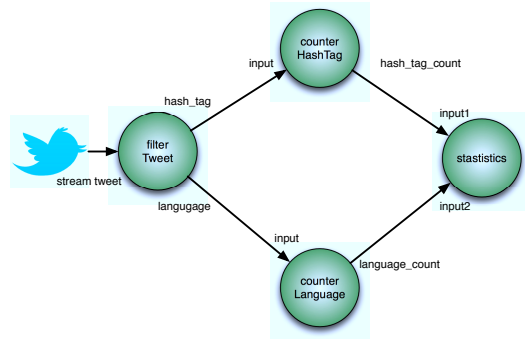 counter
HashTag
input
hash_tag_count
hash_tag
input1
filter
Tweet
stastistics
stream tweet
langugage
input2
input
language_count
counter
Language